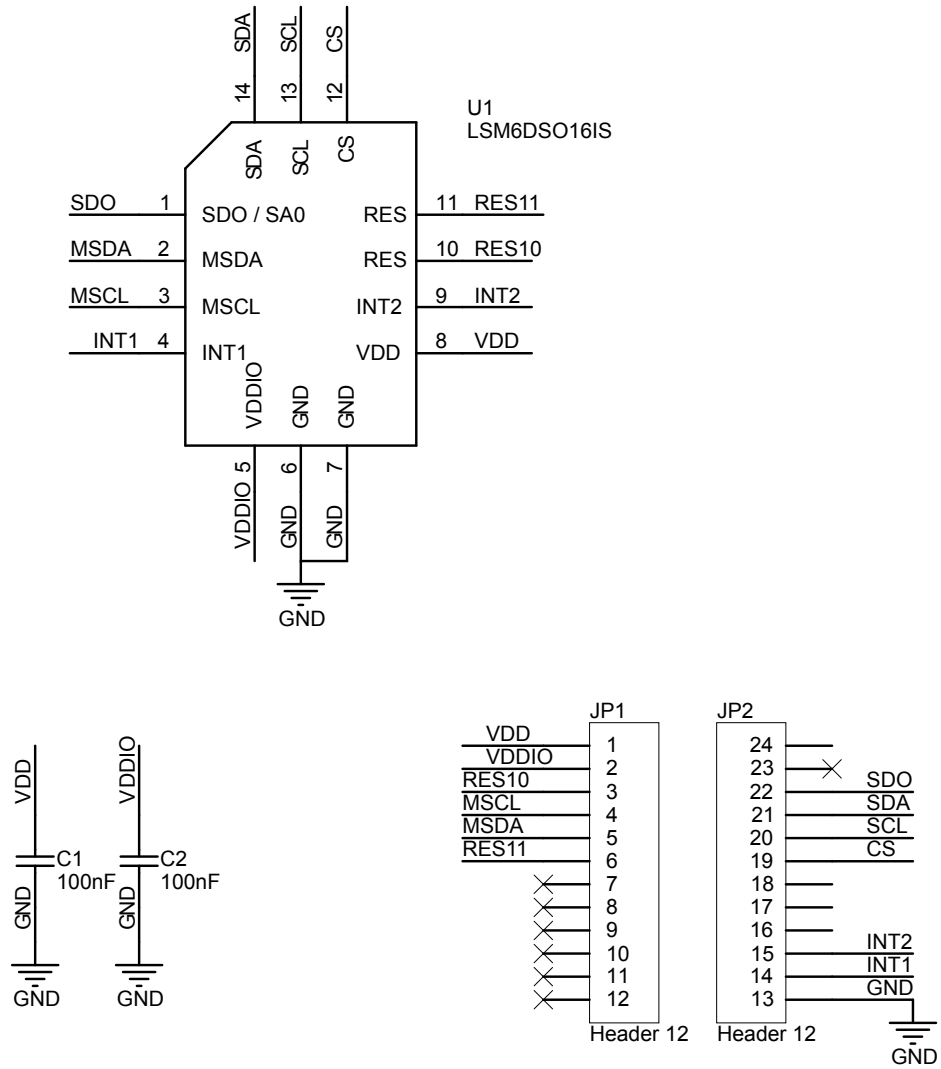 SDA
SCL
CS
14
13
12
U1
LSM6DSO16IS
SDA
SCL
CS
SDO 1 SDO / SA0
RES 11 RES11
MSDA 2 MSDA
RES 10 RES10
MSCL 3 MSCL
INT2 9 INT2
INT1 4 INT1
VDD 8 VDD
VDDIO
GND
GND
5
6
7
VDDIO
GND
GND
GND
VDD
C1
100nF
GND
GND
VDDIO
C2
100nF
GND
GND
JP1
VDD 1
VDDIO 2
RES10 3
MSCL 4
MSDA 5
RES11 6
7
8
9
10
11
12
Header 12
JP2
24
23
22 SDO
21 SDA
20 SCL
19 CS
18
17
16
15 INT2
14 INT1
13 GND
Header 12
GND